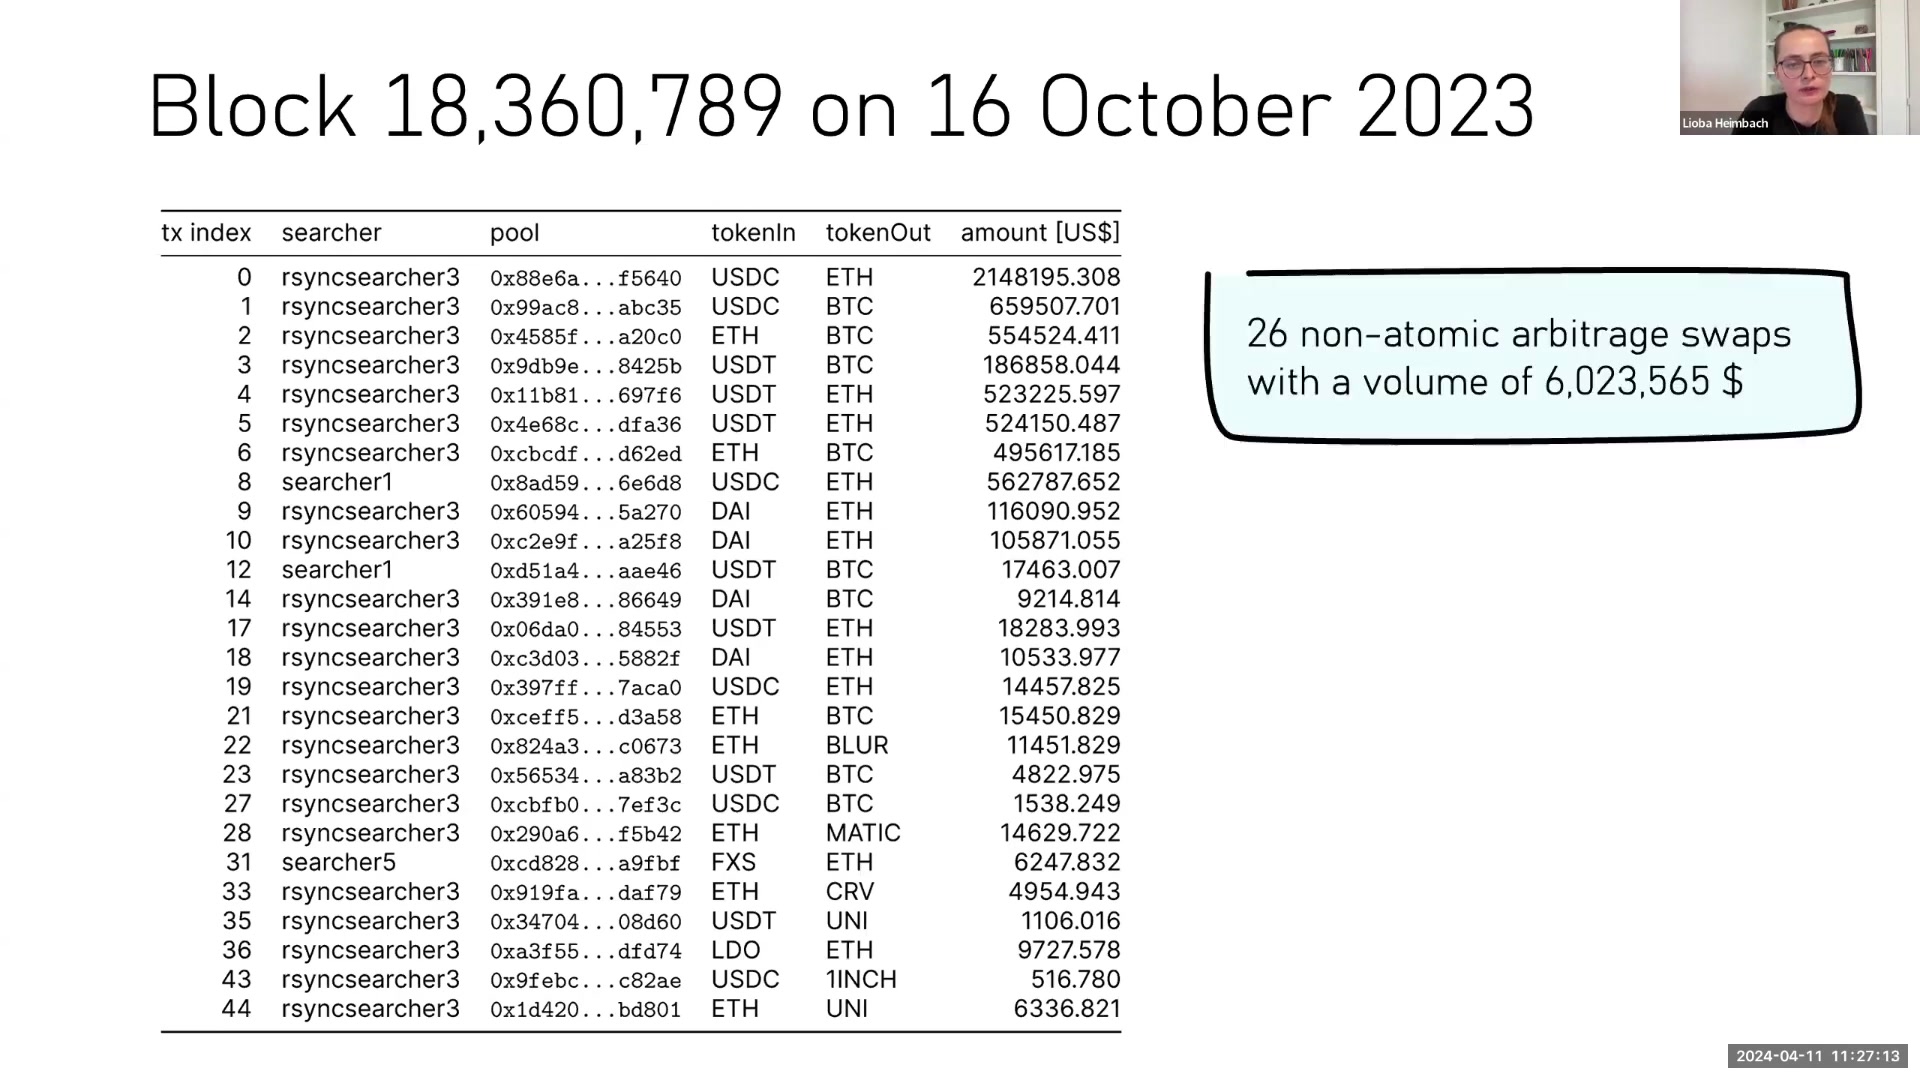 Block 18,360,789 on 16 October 2023
Lioba Heimbach
tx index searcher pool tokenIn tokenOut amount [US$]
0 rsyncsearcher3 0x88e6a...f5640 USDC ETH 2148195.308
1 rsyncsearcher3 0x99ac8...abc35 USDC BTC 659507.701
2 rsyncsearcher3 0x4585f...a20c0 ETH BTC 554524.411
3 rsyncsearcher3 0x9db9e...8425b USDT BTC 186858.044
4 rsyncsearcher3 0x11b81...697f6 USDT ETH 523225.597
5 rsyncsearcher3 0x4e68c...dfa36 USDT ETH 524150.487
6 rsyncsearcher3 0xcbcdf...d62ed ETH BTC 495617.185
8 searcher1 0x8ad59...6e6d8 USDC ETH 562787.652
9 rsyncsearcher3 0x60594...5a270 DAI ETH 116090.952
10 rsyncsearcher3 0xc2e9f...a25f8 DAI ETH 105871.055
12 searcher1 0xd51a4...aae46 USDT BTC 17463.007
14 rsyncsearcher3 0x391e8...86649 DAI BTC 9214.814
17 rsyncsearcher3 0x06da0...84553 USDT ETH 18283.993
18 rsyncsearcher3 0xc3d03...5882f DAI ETH 10533.977
19 rsyncsearcher3 0x397ff...7aca0 USDC ETH 14457.825
21 rsyncsearcher3 0xceff5...d3a58 ETH BTC 15450.829
22 rsyncsearcher3 0x824a3...c0673 ETH BLUR 11451.829
23 rsyncsearcher3 0x56534...a83b2 USDT BTC 4822.975
27 rsyncsearcher3 0xcbfb0...7ef3c USDC BTC 1538.249
28 rsyncsearcher3 0x290a6...f5b42 ETH MATIC 14629.722
31 searcher5 0xcd828...a9fbf FXS ETH 6247.832
33 rsyncsearcher3 0x919fa...daf79 ETH CRV 4954.943
35 rsyncsearcher3 0x34704...08d60 USDT UNI 1106.016
36 rsyncsearcher3 0xa3f55...dfd74 LDO ETH 9727.578
43 rsyncsearcher3 0x9febc...c82ae USDC 1INCH 516.780
44 rsyncsearcher3 0x1d420...bd801 ETH UNI 6336.821
26 non-atomic arbitrage swaps
with a volume of 6,023,565 $
2024-04-11 11:27:13